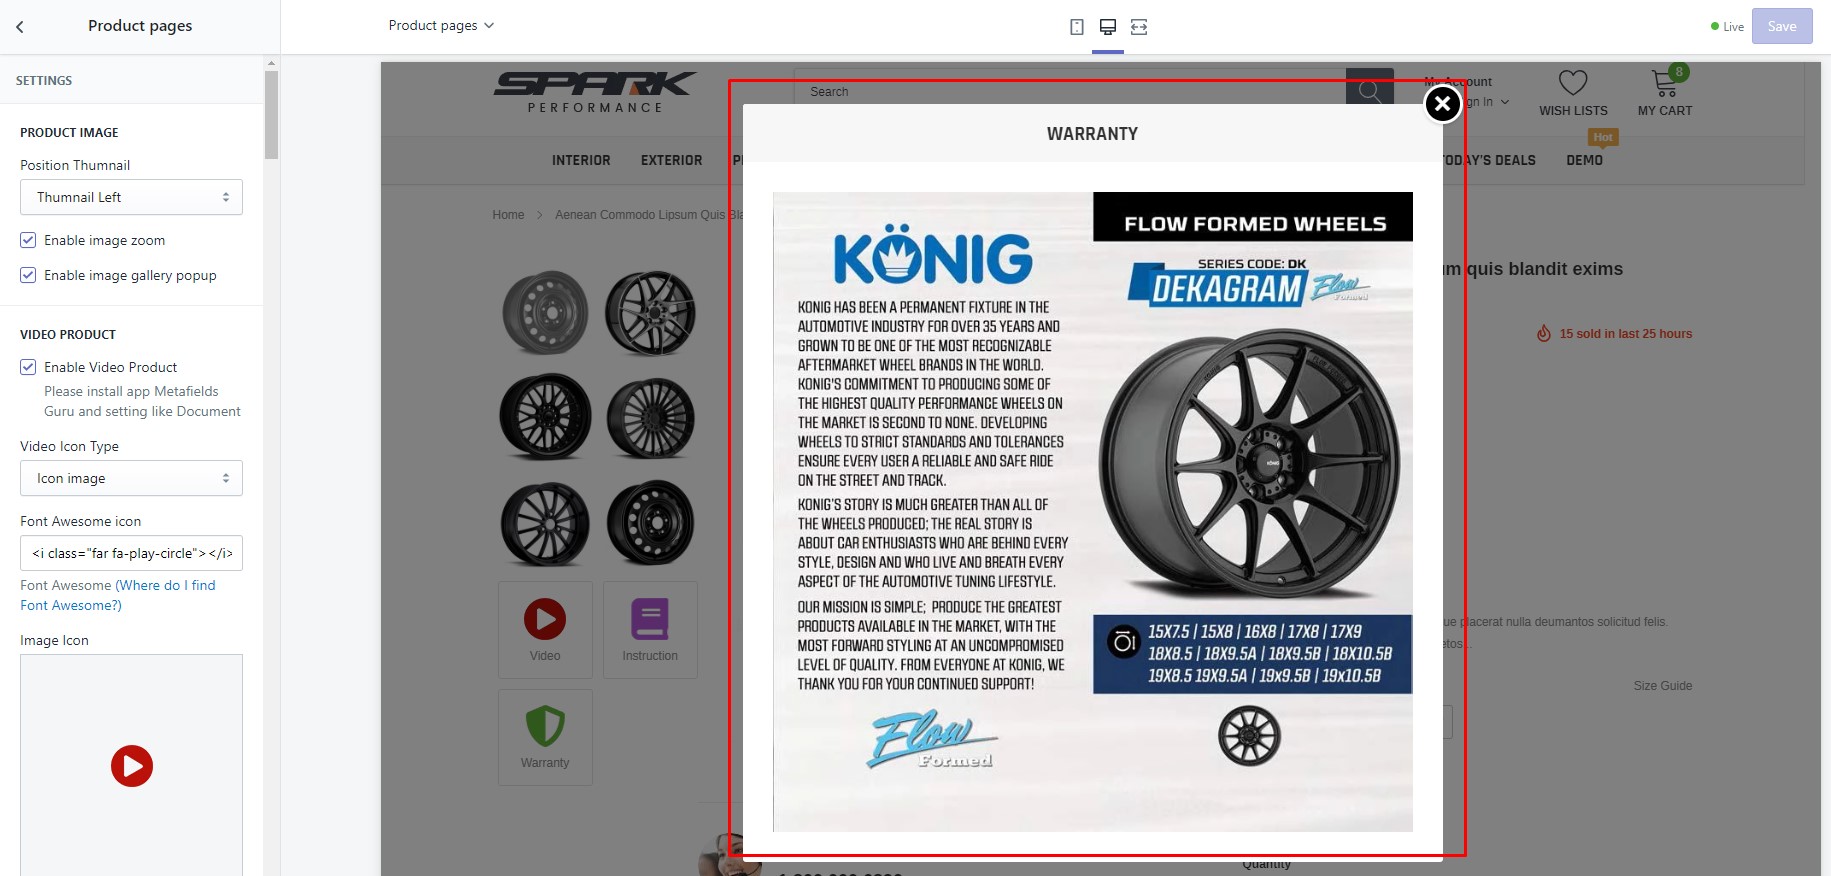 Product pages
Product pages
Live
Save
SETTINGS
PRODUCT IMAGE
Position Thumnail
Thumnail Left
Enable image zoom
Enable image gallery popup
VIDEO PRODUCT
Enable Video Product
Please install app Metafields
Guru and setting like Document
Video Icon Type
Icon image
Font Awesome icon
<i class="far fa-play-circle"></i>
Font Awesome (Where do I find
Font Awesome?)
Image Icon
SPARK
PERFORMANCE
Search
My Account
Sign In
WISH LISTS
8
MY CART
INTERIOR
EXTERIOR
TODAY'S DEALS
Hot
DEMO
Home
Aenean Commodo Lipsum Quis Bla
quis blandit exims
15 sold in last 25 hours
Video
Instruction
Warranty
placerat nulla deumantos solicitud felis.
Size Guide
Quantity
WARRANTY
KÖNIG
KONIG HAS BEEN A PERMANENT FIXTURE IN THE
AUTOMOTIVE INDUSTRY FOR OVER 35 YEARS AND
GROWN TO BE ONE OF THE MOST RECOGNIZABLE
AFTERMARKET WHEEL BRANDS IN THE WORLD.
KONIG'S COMMITMENT TO PRODUCING SOME OF
THE HIGHEST QUALITY PERFORMANCE WHEELS ON
THE MARKET IS SECOND TO NONE. DEVELOPING
WHEELS TO STRICT STANDARDS AND TOLERANCES
ENSURE EVERY USER A RELIABLE AND SAFE RIDE
ON THE STREET AND TRACK.
KONIG'S STORY IS MUCH GREATER THAN ALL OF
THE WHEELS PRODUCED; THE REAL STORY IS
ABOUT CAR ENTHUSIASTS WHO ARE BEHIND EVERY
STYLE, DESIGN AND WHO LIVE AND BREATH EVERY
ASPECT OF THE AUTOMOTIVE TUNING LIFESTYLE.
OUR MISSION IS SIMPLE; PRODUCE THE GREATEST
PRODUCTS AVAILABLE IN THE MARKET, WITH THE
MOST FORWARD STYLING AT AN UNCOMPROMISED
LEVEL OF QUALITY. FROM EVERYONE AT KONIG, WE
THANK YOU FOR YOUR CONTINUED SUPPORT!
Flow
Formed
FLOW FORMED WHEELS
SERIES CODE: DK
DEKAGRAM
Flow
Formed
KÖNIG
15X7.5 | 15X8 | 16X8 | 17X8 | 17X9
18X8.5 | 18X9.5A | 18X9.5B | 18X10.5B
19X8.5 19X9.5A | 19x9.5B | 19x10.5B